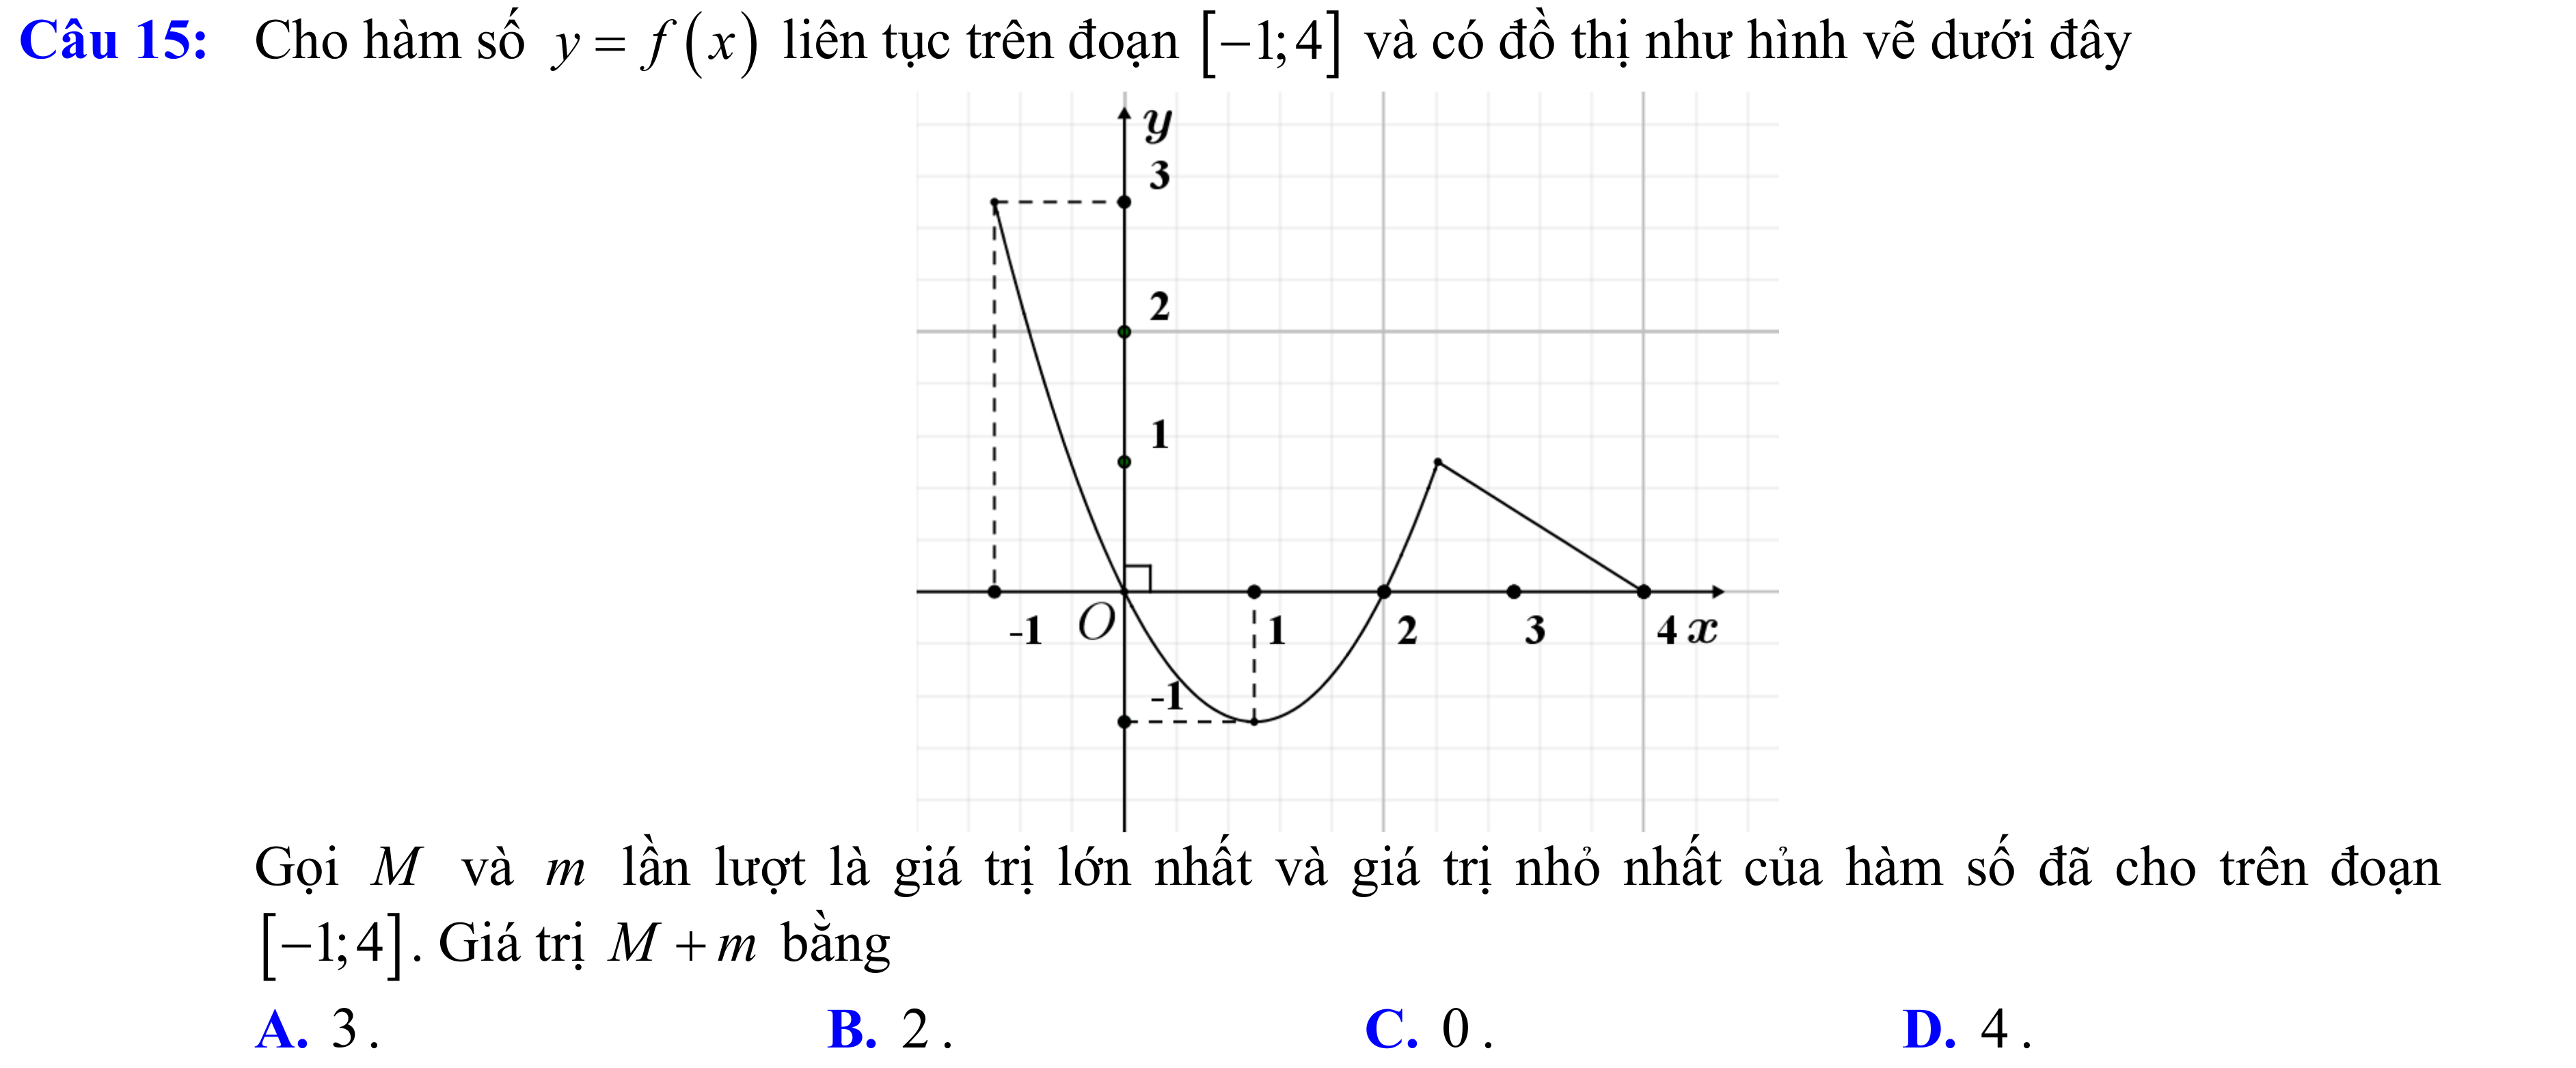 Câu 15: Cho hàm số y = f(x) liên tục trên đoạn [−1;4] và có đồ thị như hình vẽ dưới đây
y
3
2
1
-1 O 1 2 3 4 x
-1
Gọi M và m lần lượt là giá trị lớn nhất và giá trị nhỏ nhất của hàm số đã cho trên đoạn
[−1;4]. Giá trị M + m bằng
A. 3 . B. 2 . C. 0 . D. 4 .